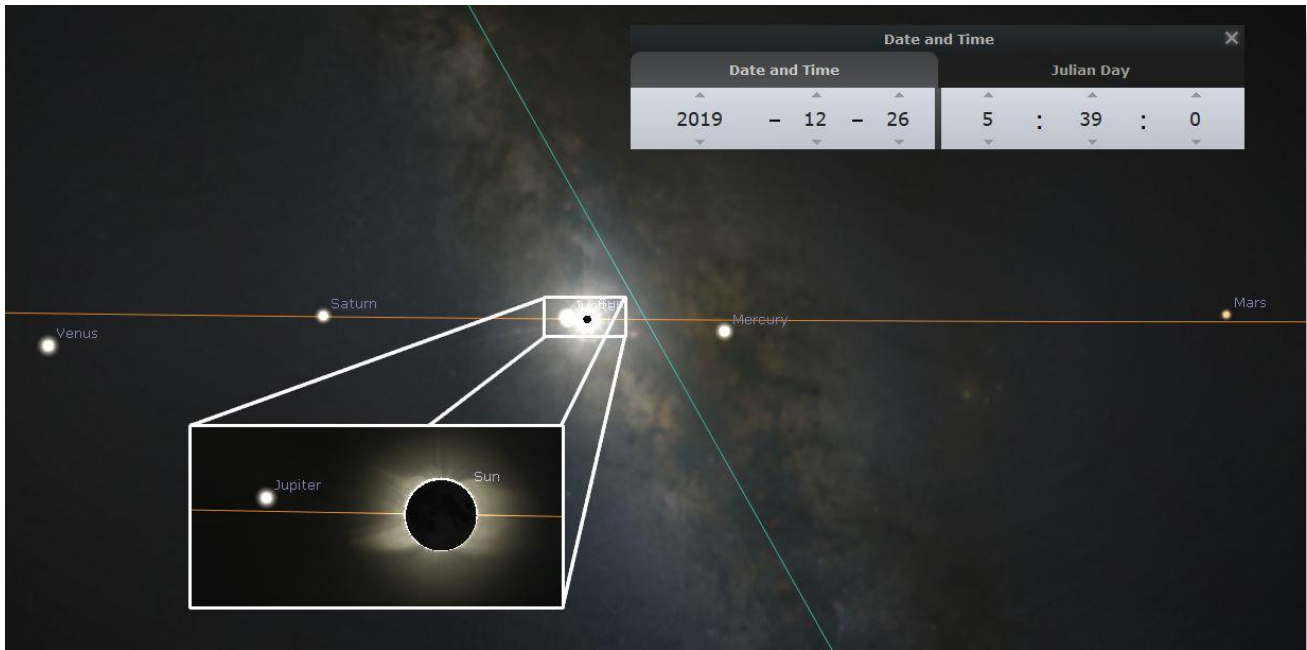 Date and Time
Date and Time
Julian Day
2019 – 12 – 26 5 : 39 : 0
Saturn
Mars
Venus
Mercury
Sun
Jupiter